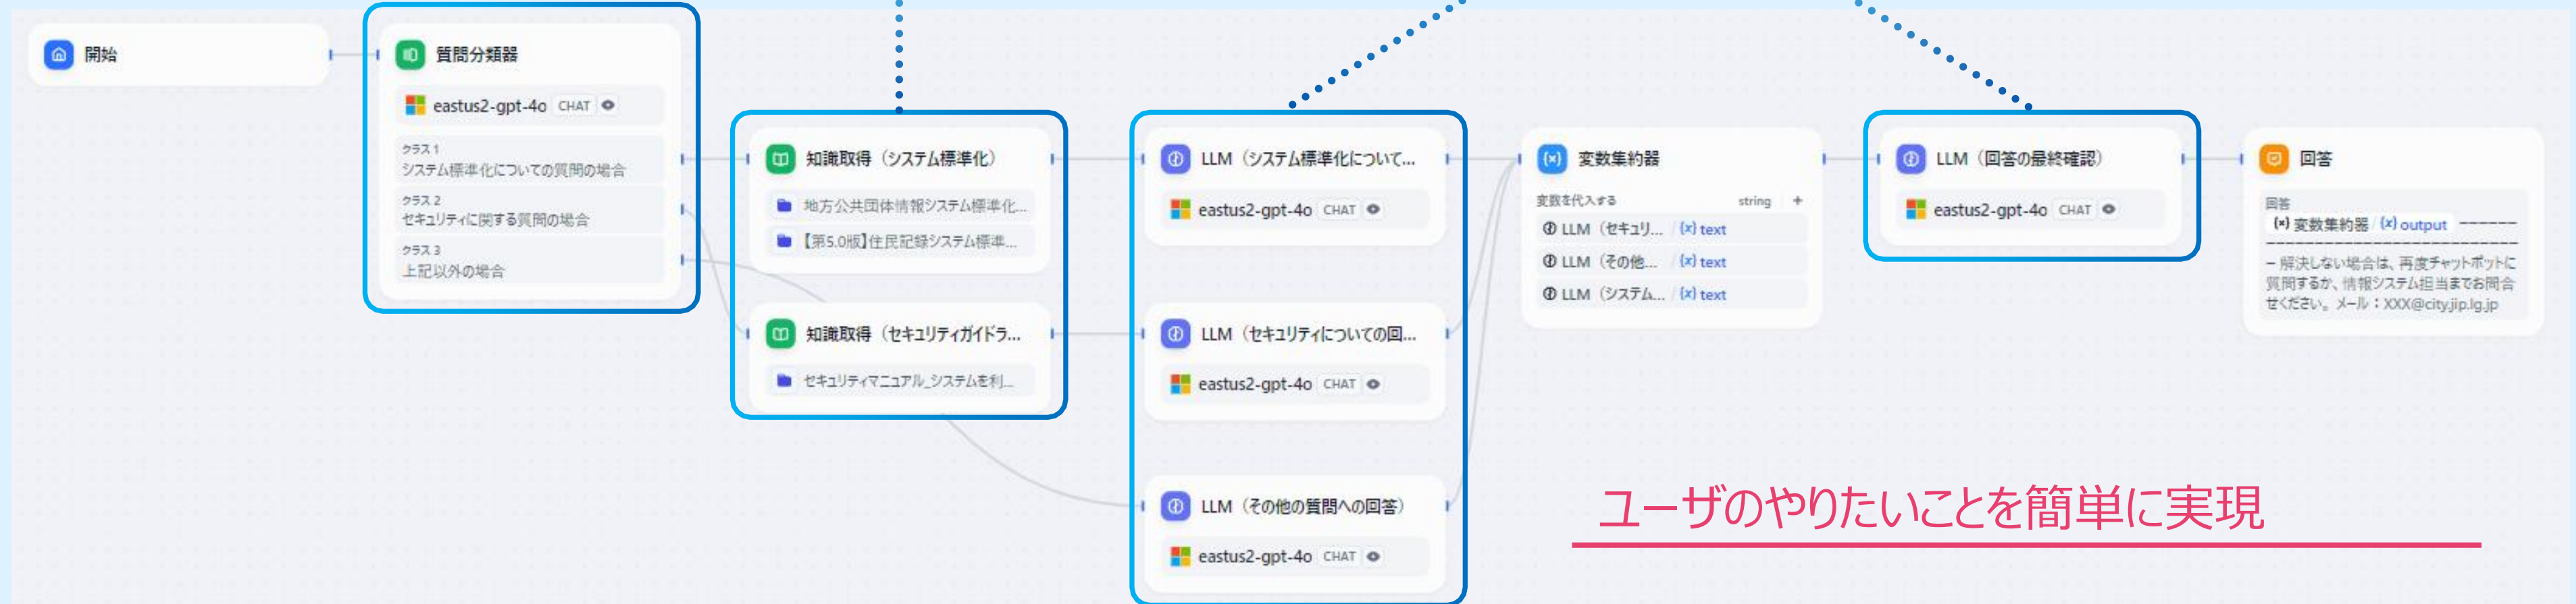 開始
質問分類器
eastus2-gpt-4o CHAT
クラス 1
システム標準化についての質問の場合
クラス 2
セキュリティに関する質問の場合
クラス 3
上記以外の場合
知識取得（システム標準化）
地方公共団体情報システム標準化...
【第5.0版】住民記録システム標準...
知識取得（セキュリティガイドラ...
セキュリティマニュアル_システムを利...
LLM（システム標準化について...
eastus2-gpt-4o CHAT
LLM（セキュリティについての回...
eastus2-gpt-4o CHAT
LLM（その他の質問への回答）
eastus2-gpt-4o CHAT
変数集約器
変数を代入する string +
LLM（セキュリ... / {x} text
LLM（その他... / {x} text
LLM（システム... / {x} text
LLM（回答の最終確認）
eastus2-gpt-4o CHAT
回答
回答
{x} 変数集約器 / {x} output ------
--------------------------
– 解決しない場合は、再度チャットボットに
質問するか、情報システム担当までお問合
せください。メール：XXX@city.jip.lg.jp
ユーザのやりたいことを簡単に実現